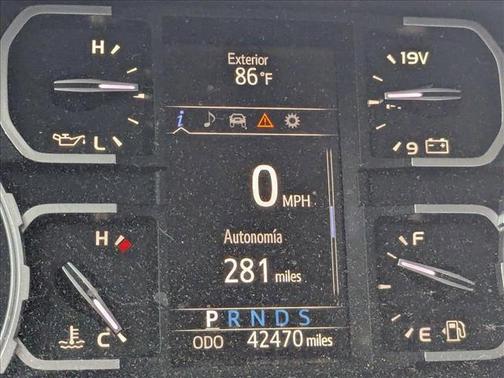 Exterior
86°F
H
L
19V
9
i
0 MPH
Autonomía
281 miles
H
C
F
E
P R N D S
ODO 42470 miles